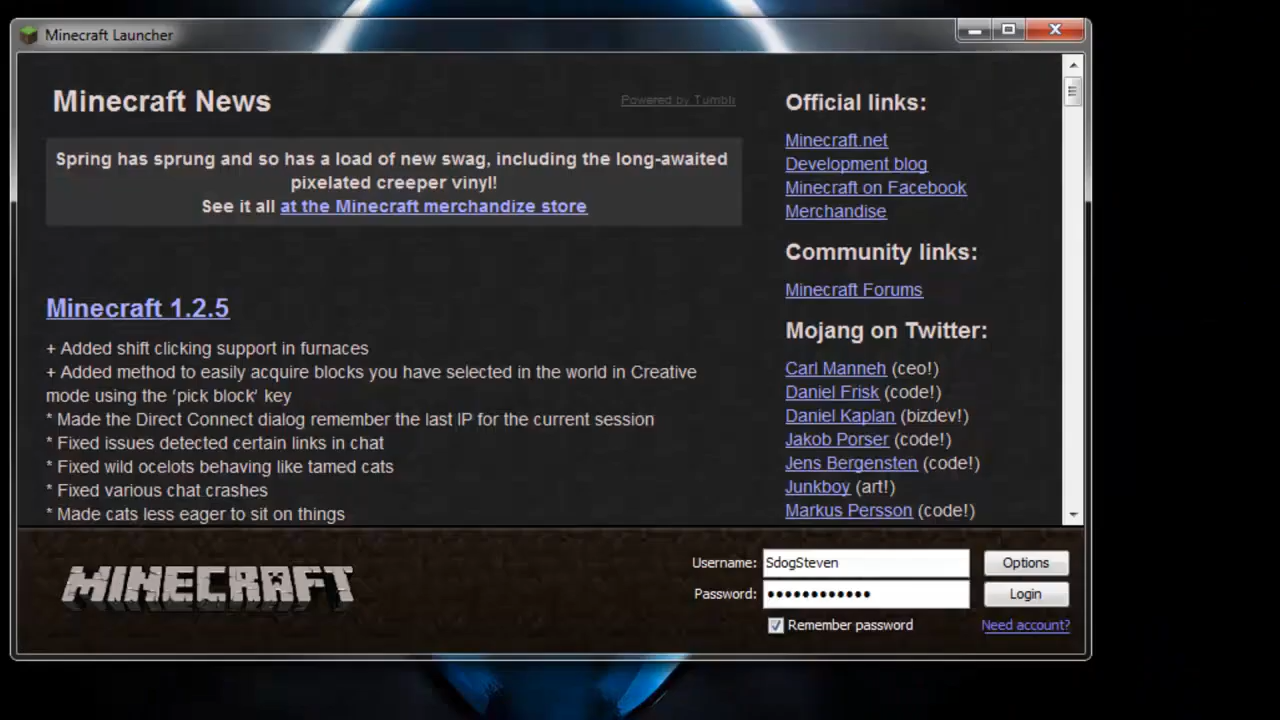 Minecraft Launcher
Minecraft News
Powered by Tumblr
Spring has sprung and so has a load of new swag, including the long-awaited
pixelated creeper vinyl!
See it all at the Minecraft merchandize store
Minecraft 1.2.5
+ Added shift clicking support in furnaces
+ Added method to easily acquire blocks you have selected in the world in Creative
mode using the 'pick block' key
* Made the Direct Connect dialog remember the last IP for the current session
* Fixed issues detected certain links in chat
* Fixed wild ocelots behaving like tamed cats
* Fixed various chat crashes
* Made cats less eager to sit on things
Official links:
Minecraft.net
Development blog
Minecraft on Facebook
Merchandise
Community links:
Minecraft Forums
Mojang on Twitter:
Carl Manneh (ceo!)
Daniel Frisk (code!)
Daniel Kaplan (bizdev!)
Jakob Porser (code!)
Jens Bergensten (code!)
Junkboy (art!)
Markus Persson (code!)
MINECRAFT
Username: SdogSteven
Options
Password: ●●●●●●●●●●●●
Login
Remember password
Need account?